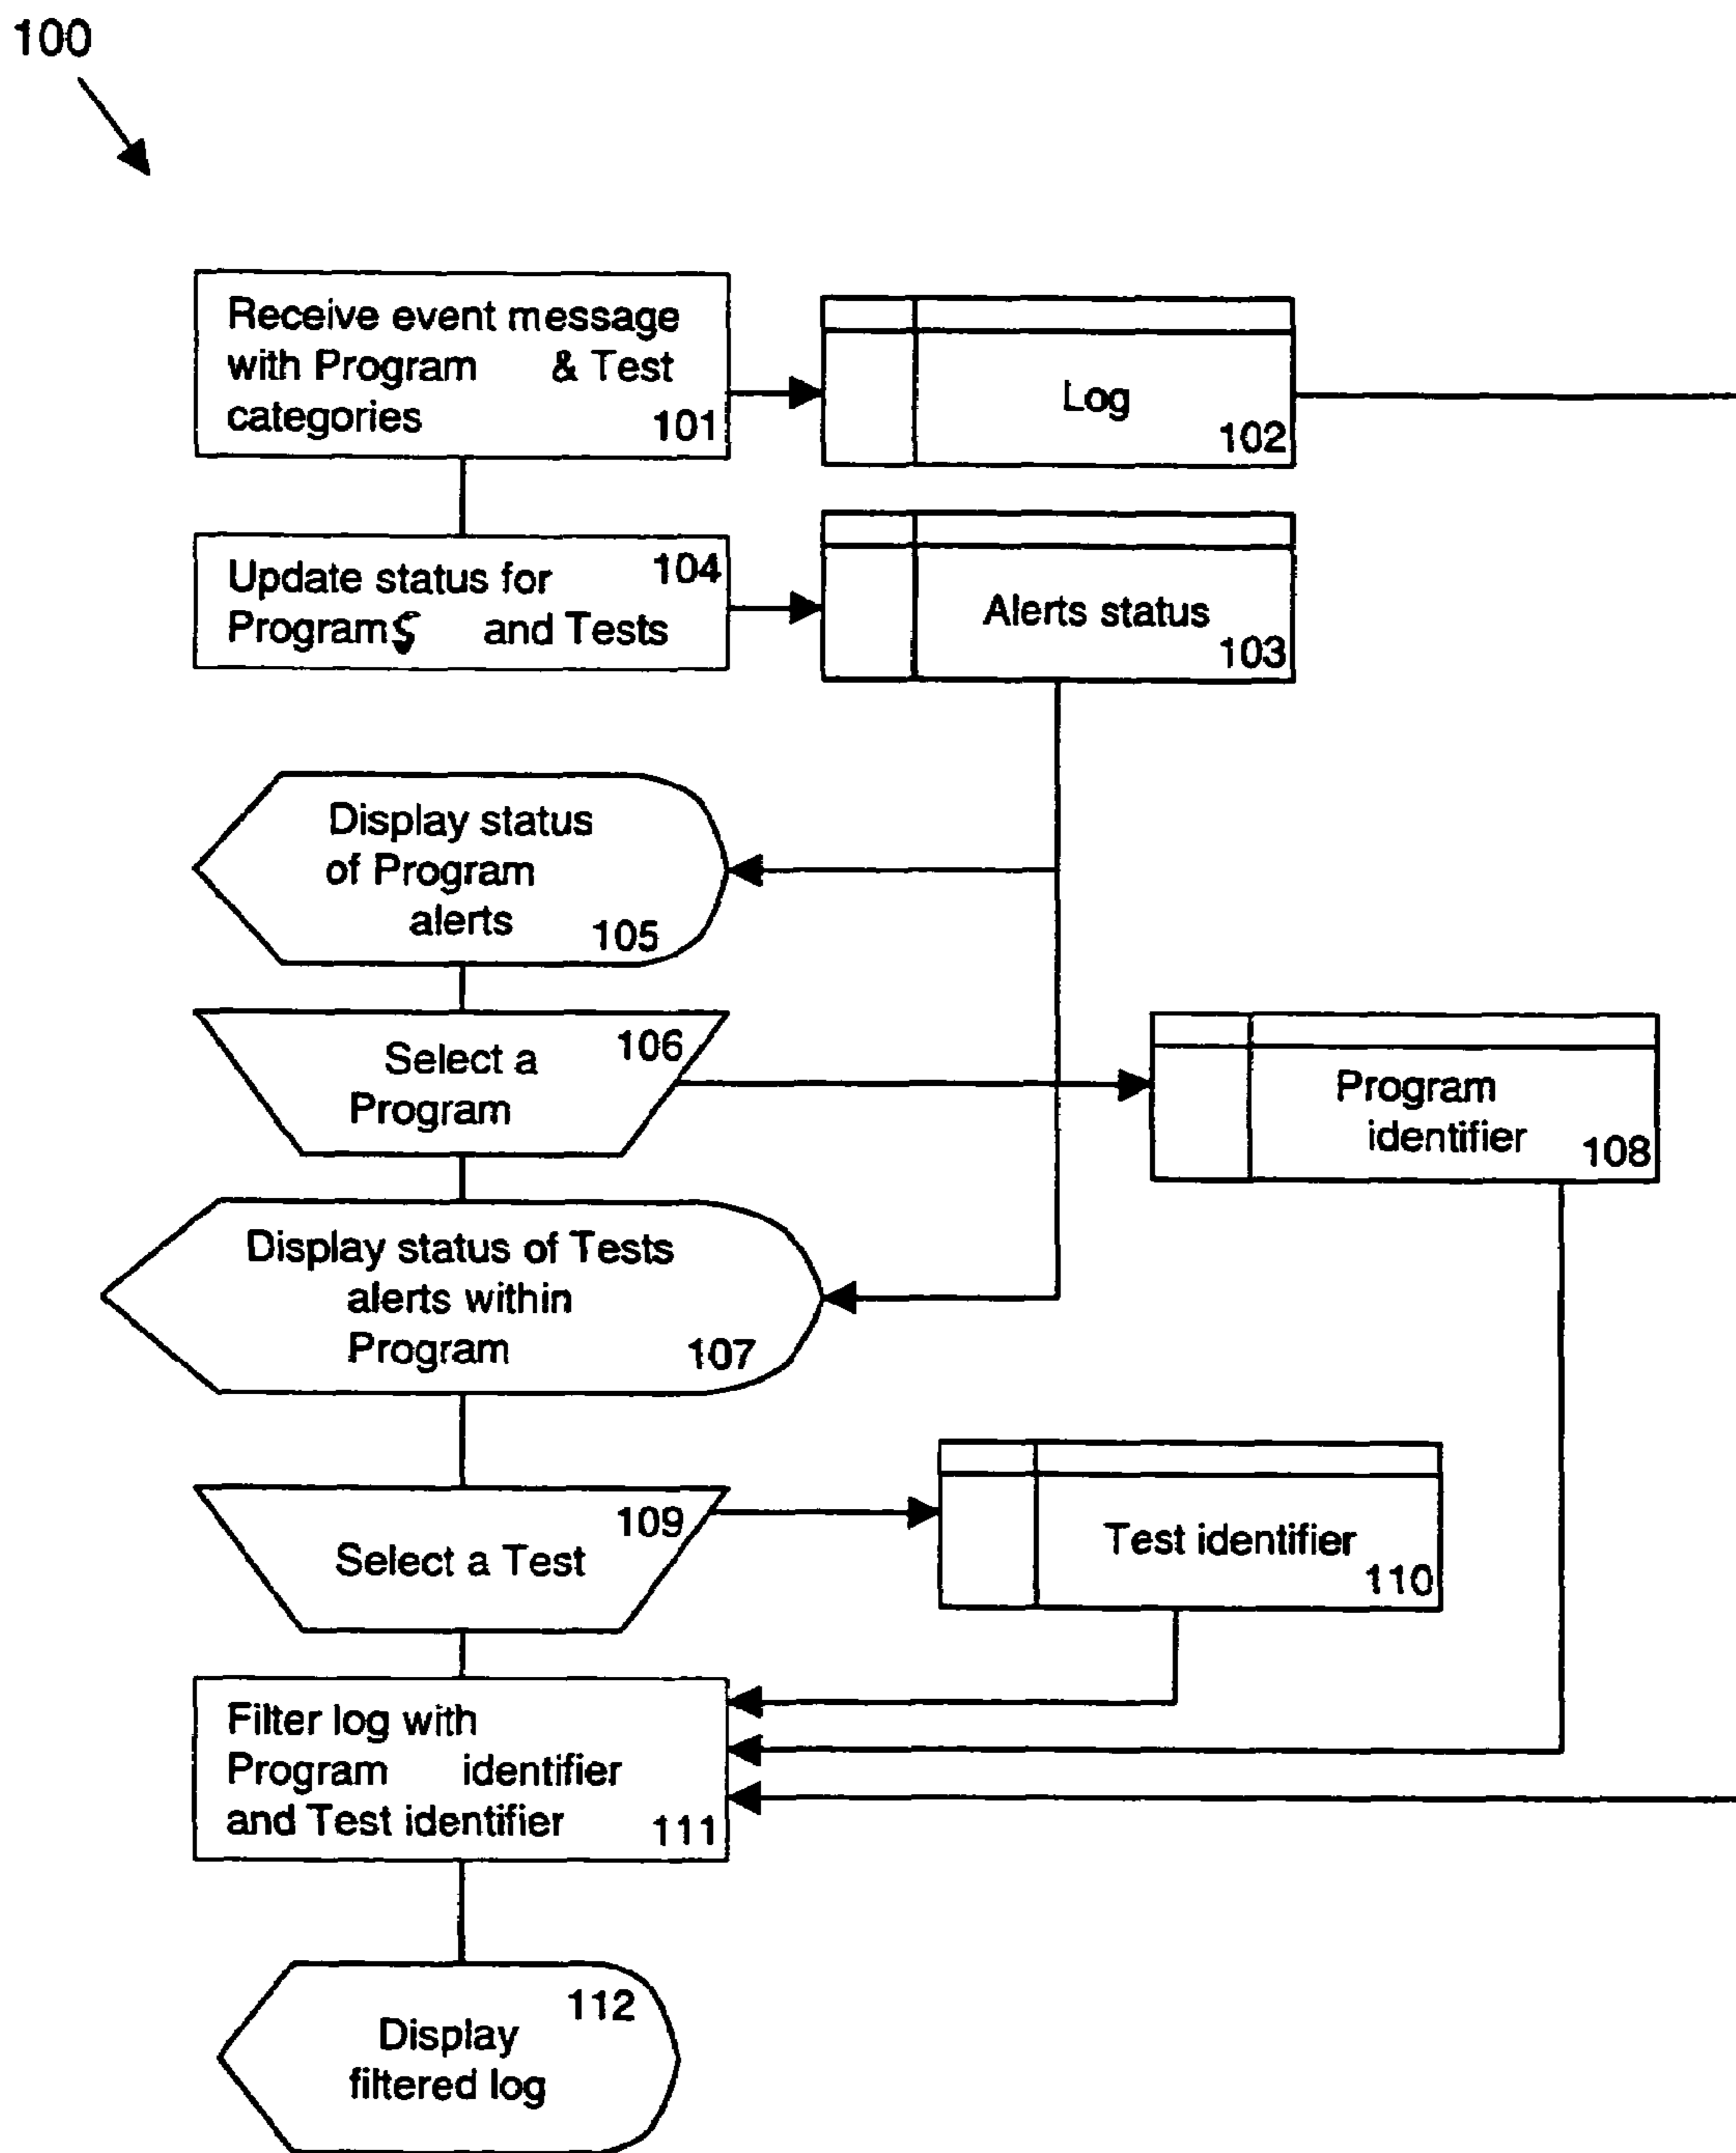 100
Receive event message
with Program & Test
categories
101
Log
102
104
Update status for
Programs and Tests
Alerts status
103
Display status
of Program
alerts
105
106
Select a
Program
Program
identifier
108
Display status of Tests
alerts within
Program
107
109
Select a Test
Test identifier
110
Filter log with
Program identifier
and Test identifier
111
112
Display
filtered log